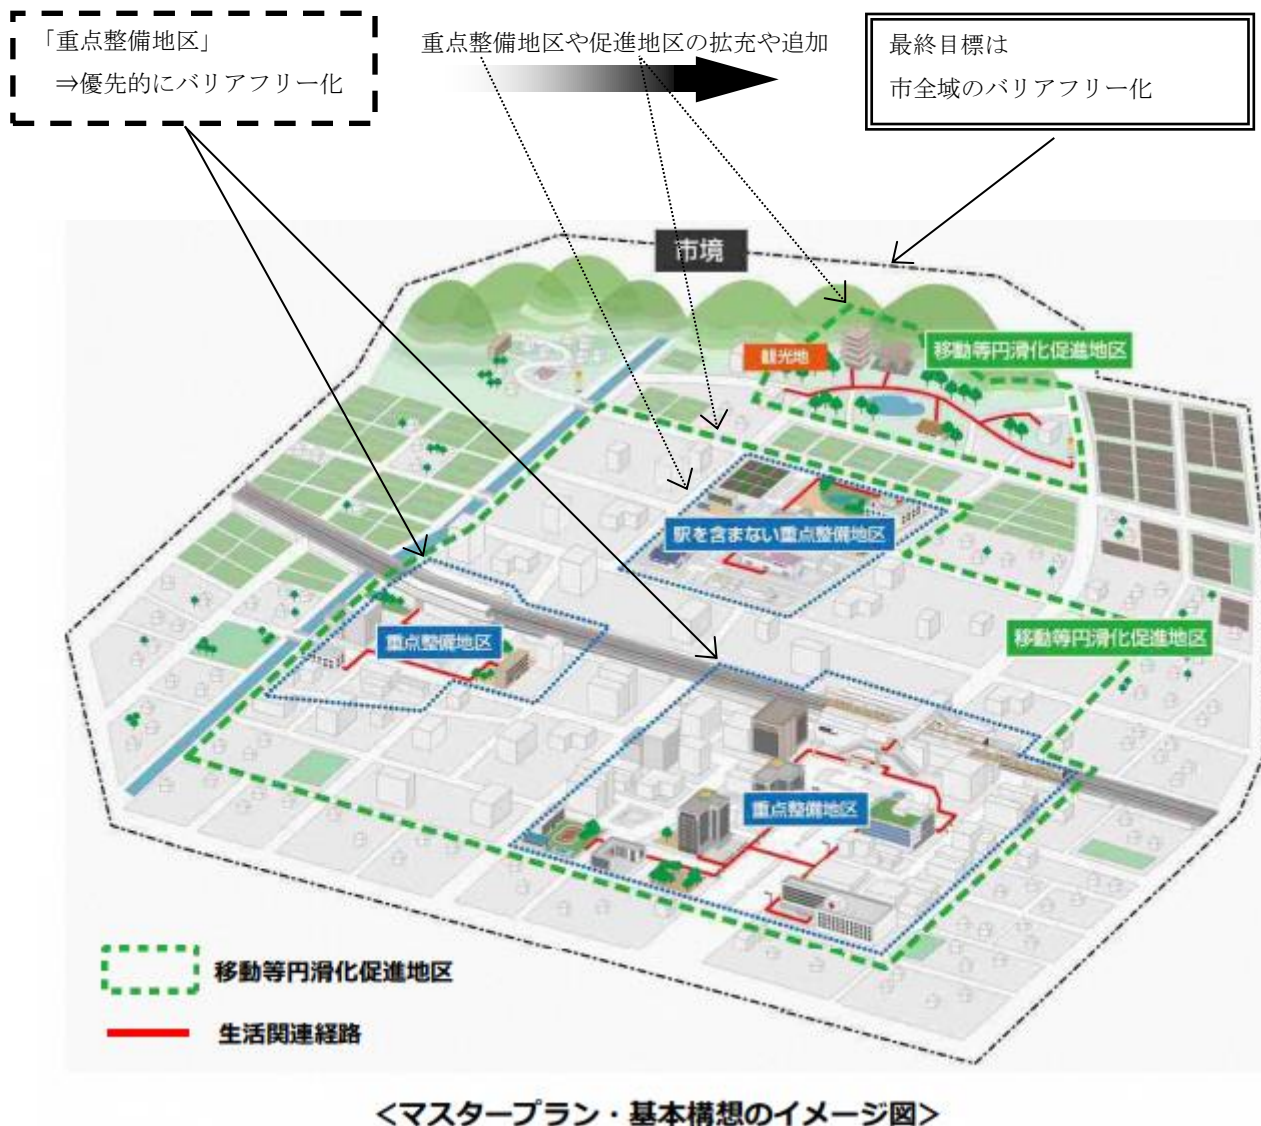 「重点整備地区」
⇒優先的にバリアフリー化
重点整備地区や促進地区の拡充や追加
最終目標は
市全域のバリアフリー化
市境
観光地
移動等円滑化促進地区
駅を含まない重点整備地区
重点整備地区
移動等円滑化促進地区
重点整備地区
移動等円滑化促進地区
生活関連経路
<マスタープラン・基本構想のイメージ図>